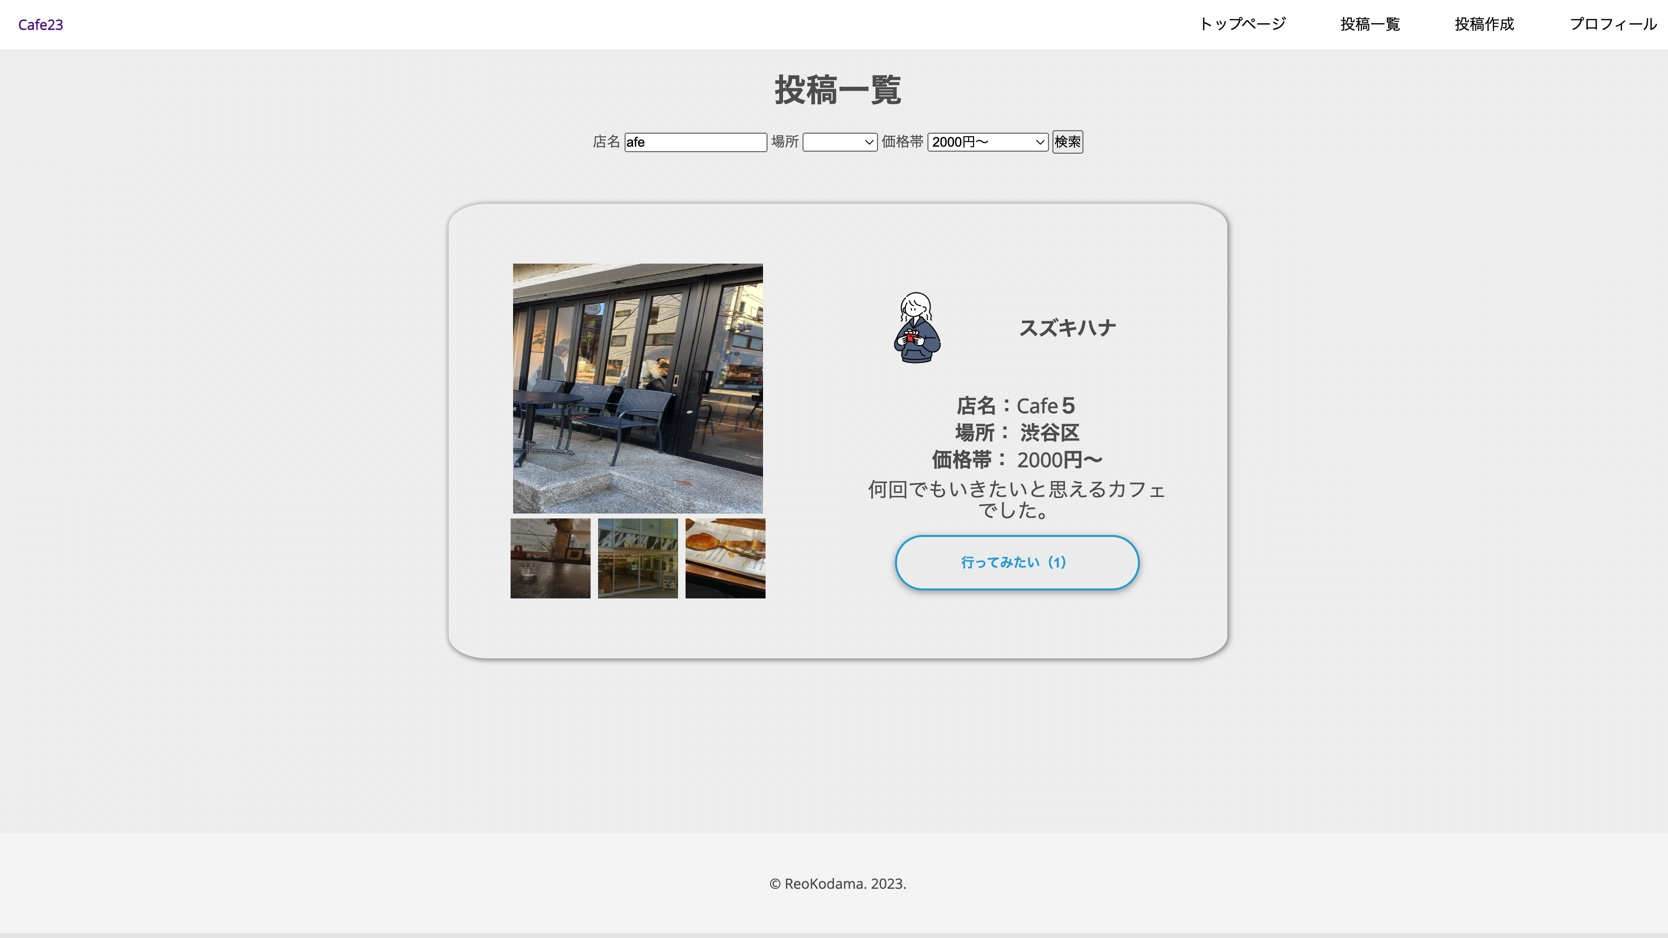 Cafe23
トップページ 投稿一覧 投稿作成 プロフィール
投稿一覧
店名 afe 場所 価格帯 2000円〜 検索
スズキハナ
店名：Cafe５
場所： 渋谷区
価格帯： 2000円〜
何回でもいきたいと思えるカフェ
でした。
行ってみたい（1）
© ReoKodama. 2023.